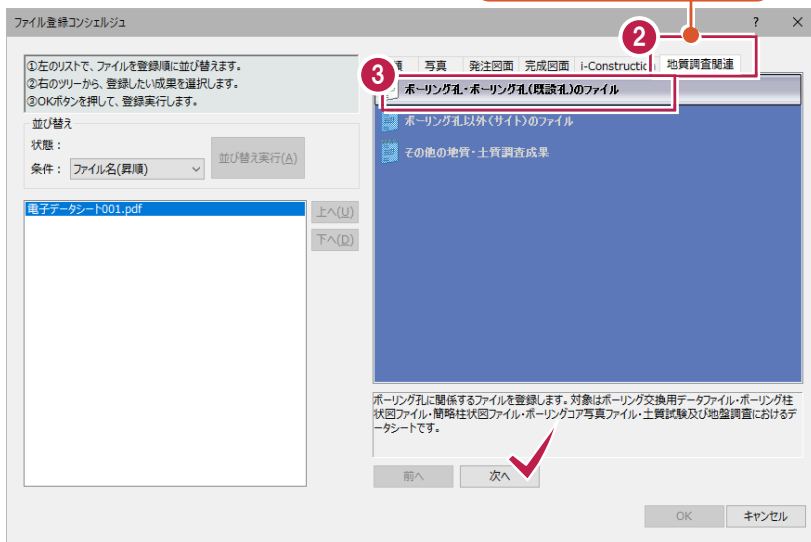 ファイル登録コンシェルジュ
? ×
①左のリストで、ファイルを登録順に並び替えます。
②右のツリーから、登録したい成果を選択します。
③OKボタンを押して、登録実行します。
並び替え
状態：
条件： ファイル名(昇順)
並び替え実行(A)
電子データシート001.pdf
上へ(U)
下へ(D)
2
写真 発注図面 完成図面 i-Construction 地質調査関連
3
ボーリング孔・ボーリング孔(既設孔)のファイル
ボーリング孔以外(サイト)のファイル
その他の地質・土質調査成果
ボーリング孔に関係するファイルを登録します。対象はボーリング交換用データファイル・ボーリング柱
状図ファイル・簡略柱状図ファイル・ボーリングコア写真ファイル・土質試験及び地盤調査におけるデ
ータシートです。
前へ 次へ
OK キャンセル